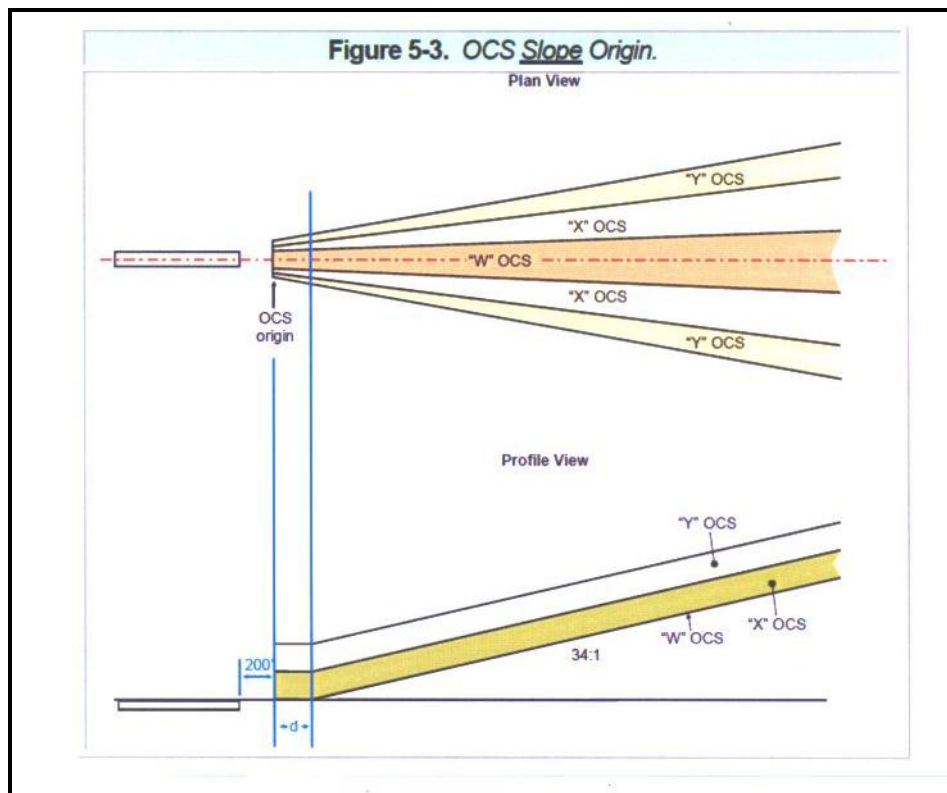 Figure 5-3. OCS Slope Origin.
Plan View
"Y" OCS
"X" OCS
"W" OCS
"X" OCS
OCS
origin
"Y" OCS
Profile View
"Y" OCS
"X" OCS
"W" OCS
34:1
200'
d